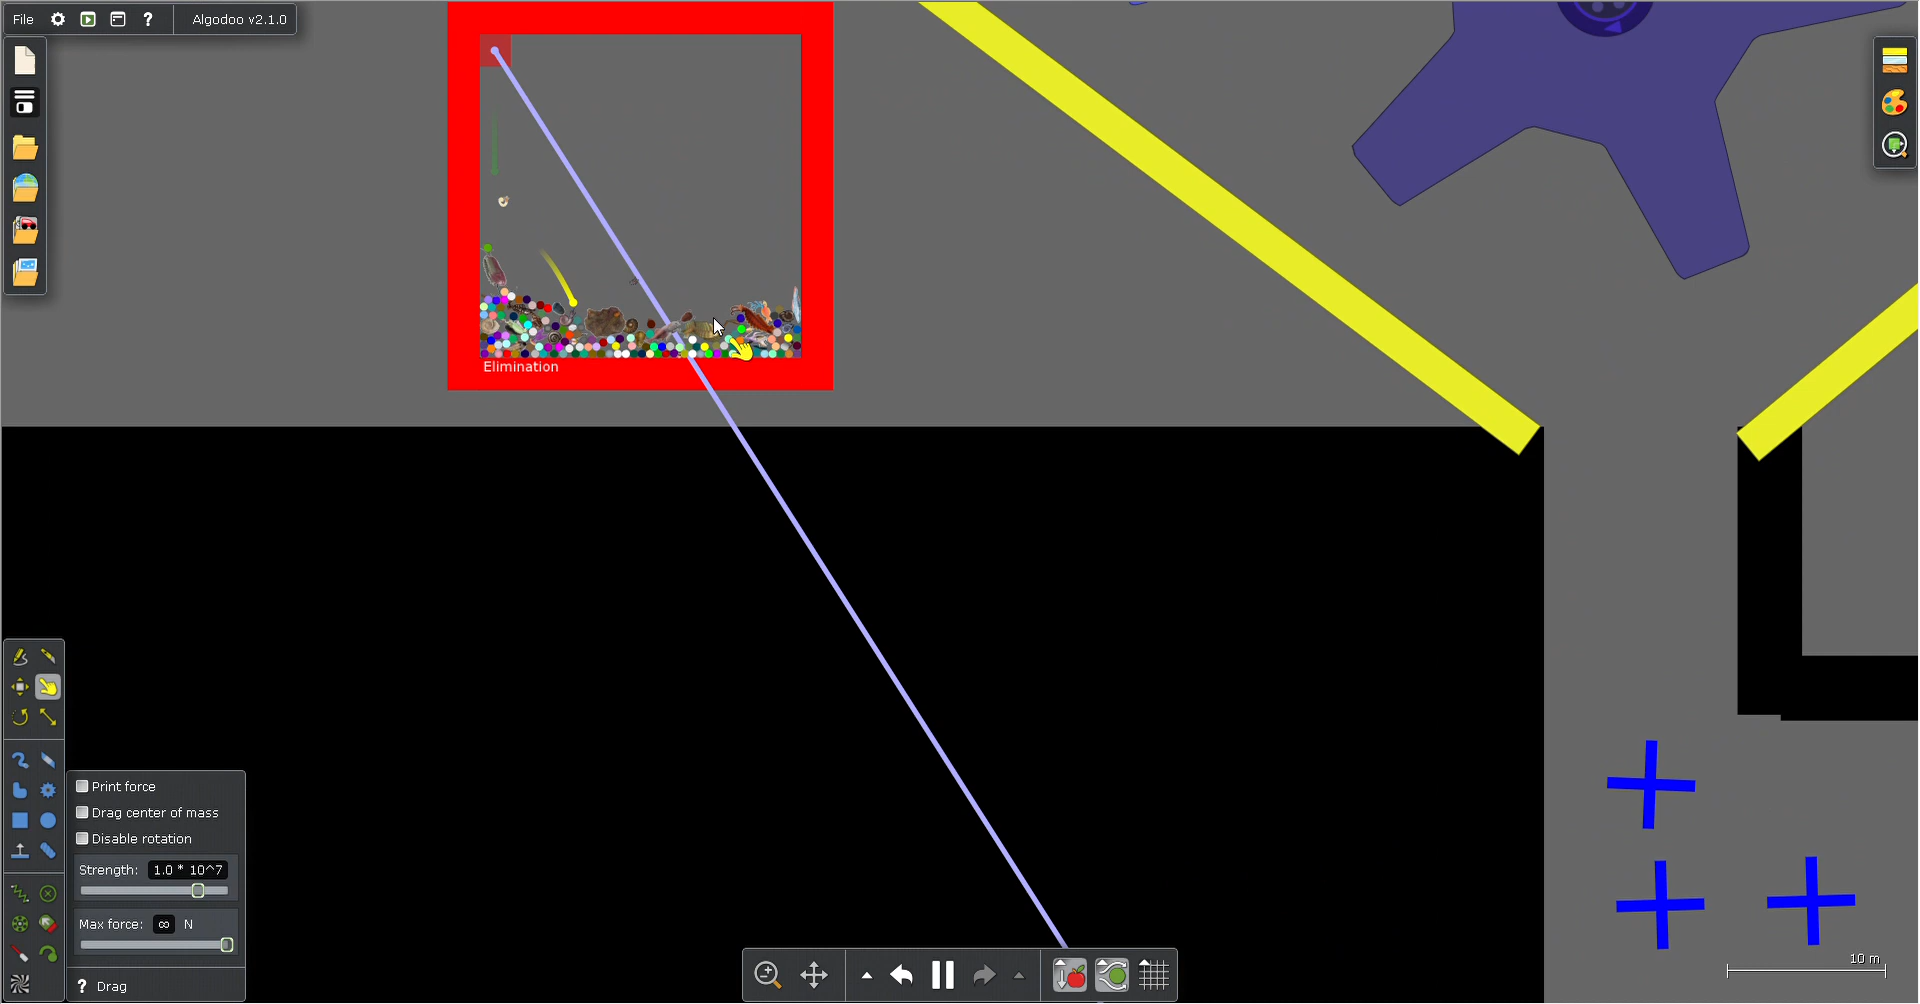 File ? Algodoo v2.1.0
Elimination
Print force
Drag center of mass
Disable rotation
Strength: 1.0 * 10^7
Max force: ∞ N
? Drag
10 m